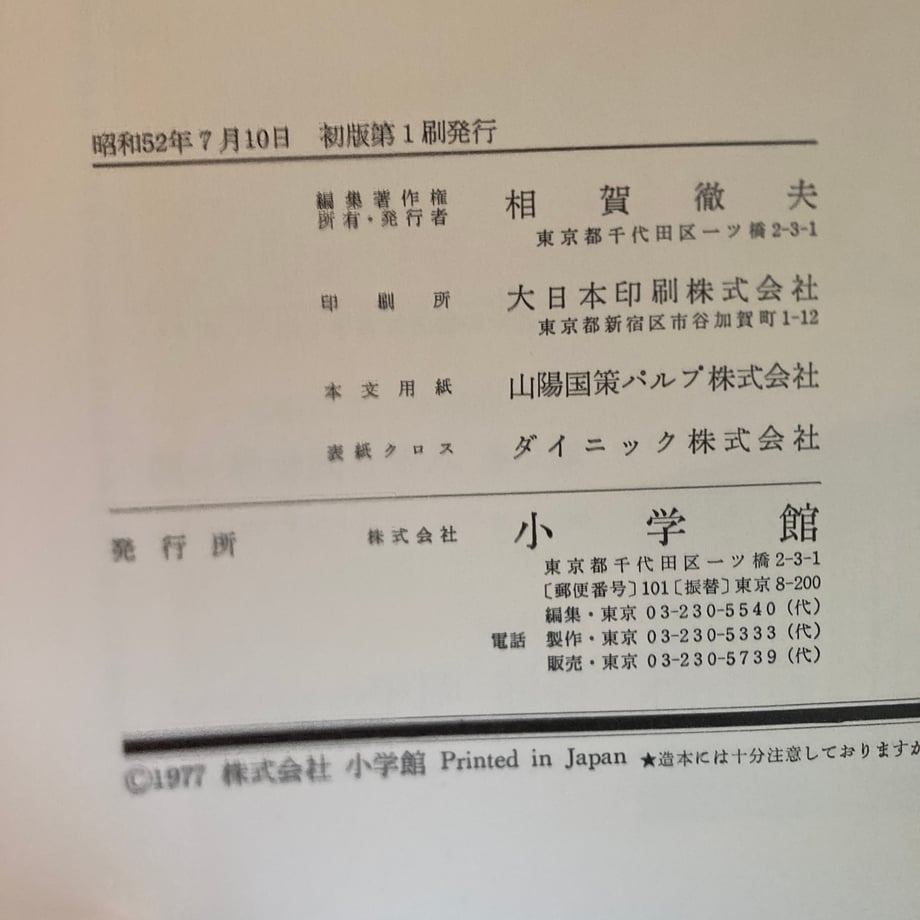 昭和52年7月10日　初版第1刷発行
編集著作権
所有・発行者　相賀徹夫
東京都千代田区一ツ橋2-3-1
印刷所　大日本印刷株式会社
東京都新宿区市谷加賀町1-12
本文用紙　山陽国策パルプ株式会社
表紙クロス　ダイニック株式会社
発行所　株式会社　小学館
東京都千代田区一ツ橋2-3-1
〔郵便番号〕101〔振替〕東京8-200
編集・東京 03-230-5540（代）
電話　製作・東京 03-230-5333（代）
販売・東京 03-230-5739（代）
©1977 株式会社 小学館 Printed in Japan ★造本には十分注意しておりますが